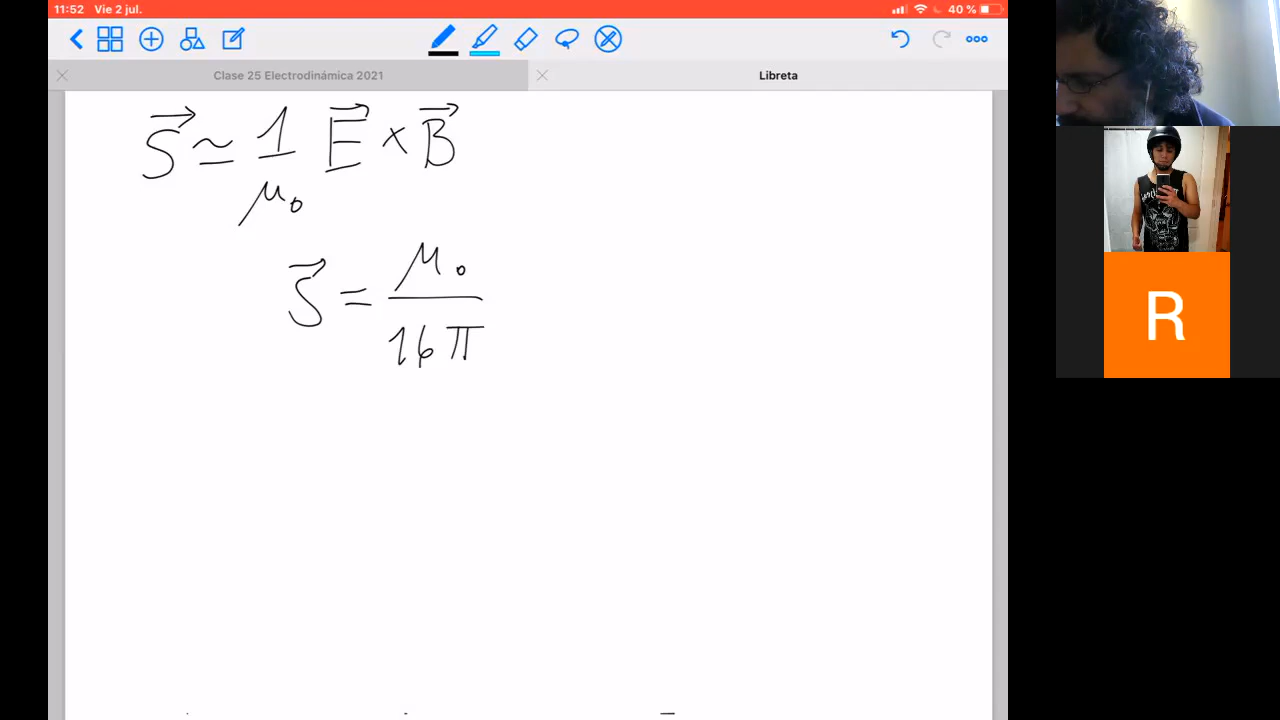 11:52 Vie 2 jul. 40 %
Clase 25 Electrodinámica 2021 Libreta
S⃗ ≃ 1/μ₀ E⃗ × B⃗
S⃗ = μ₀/16π
R